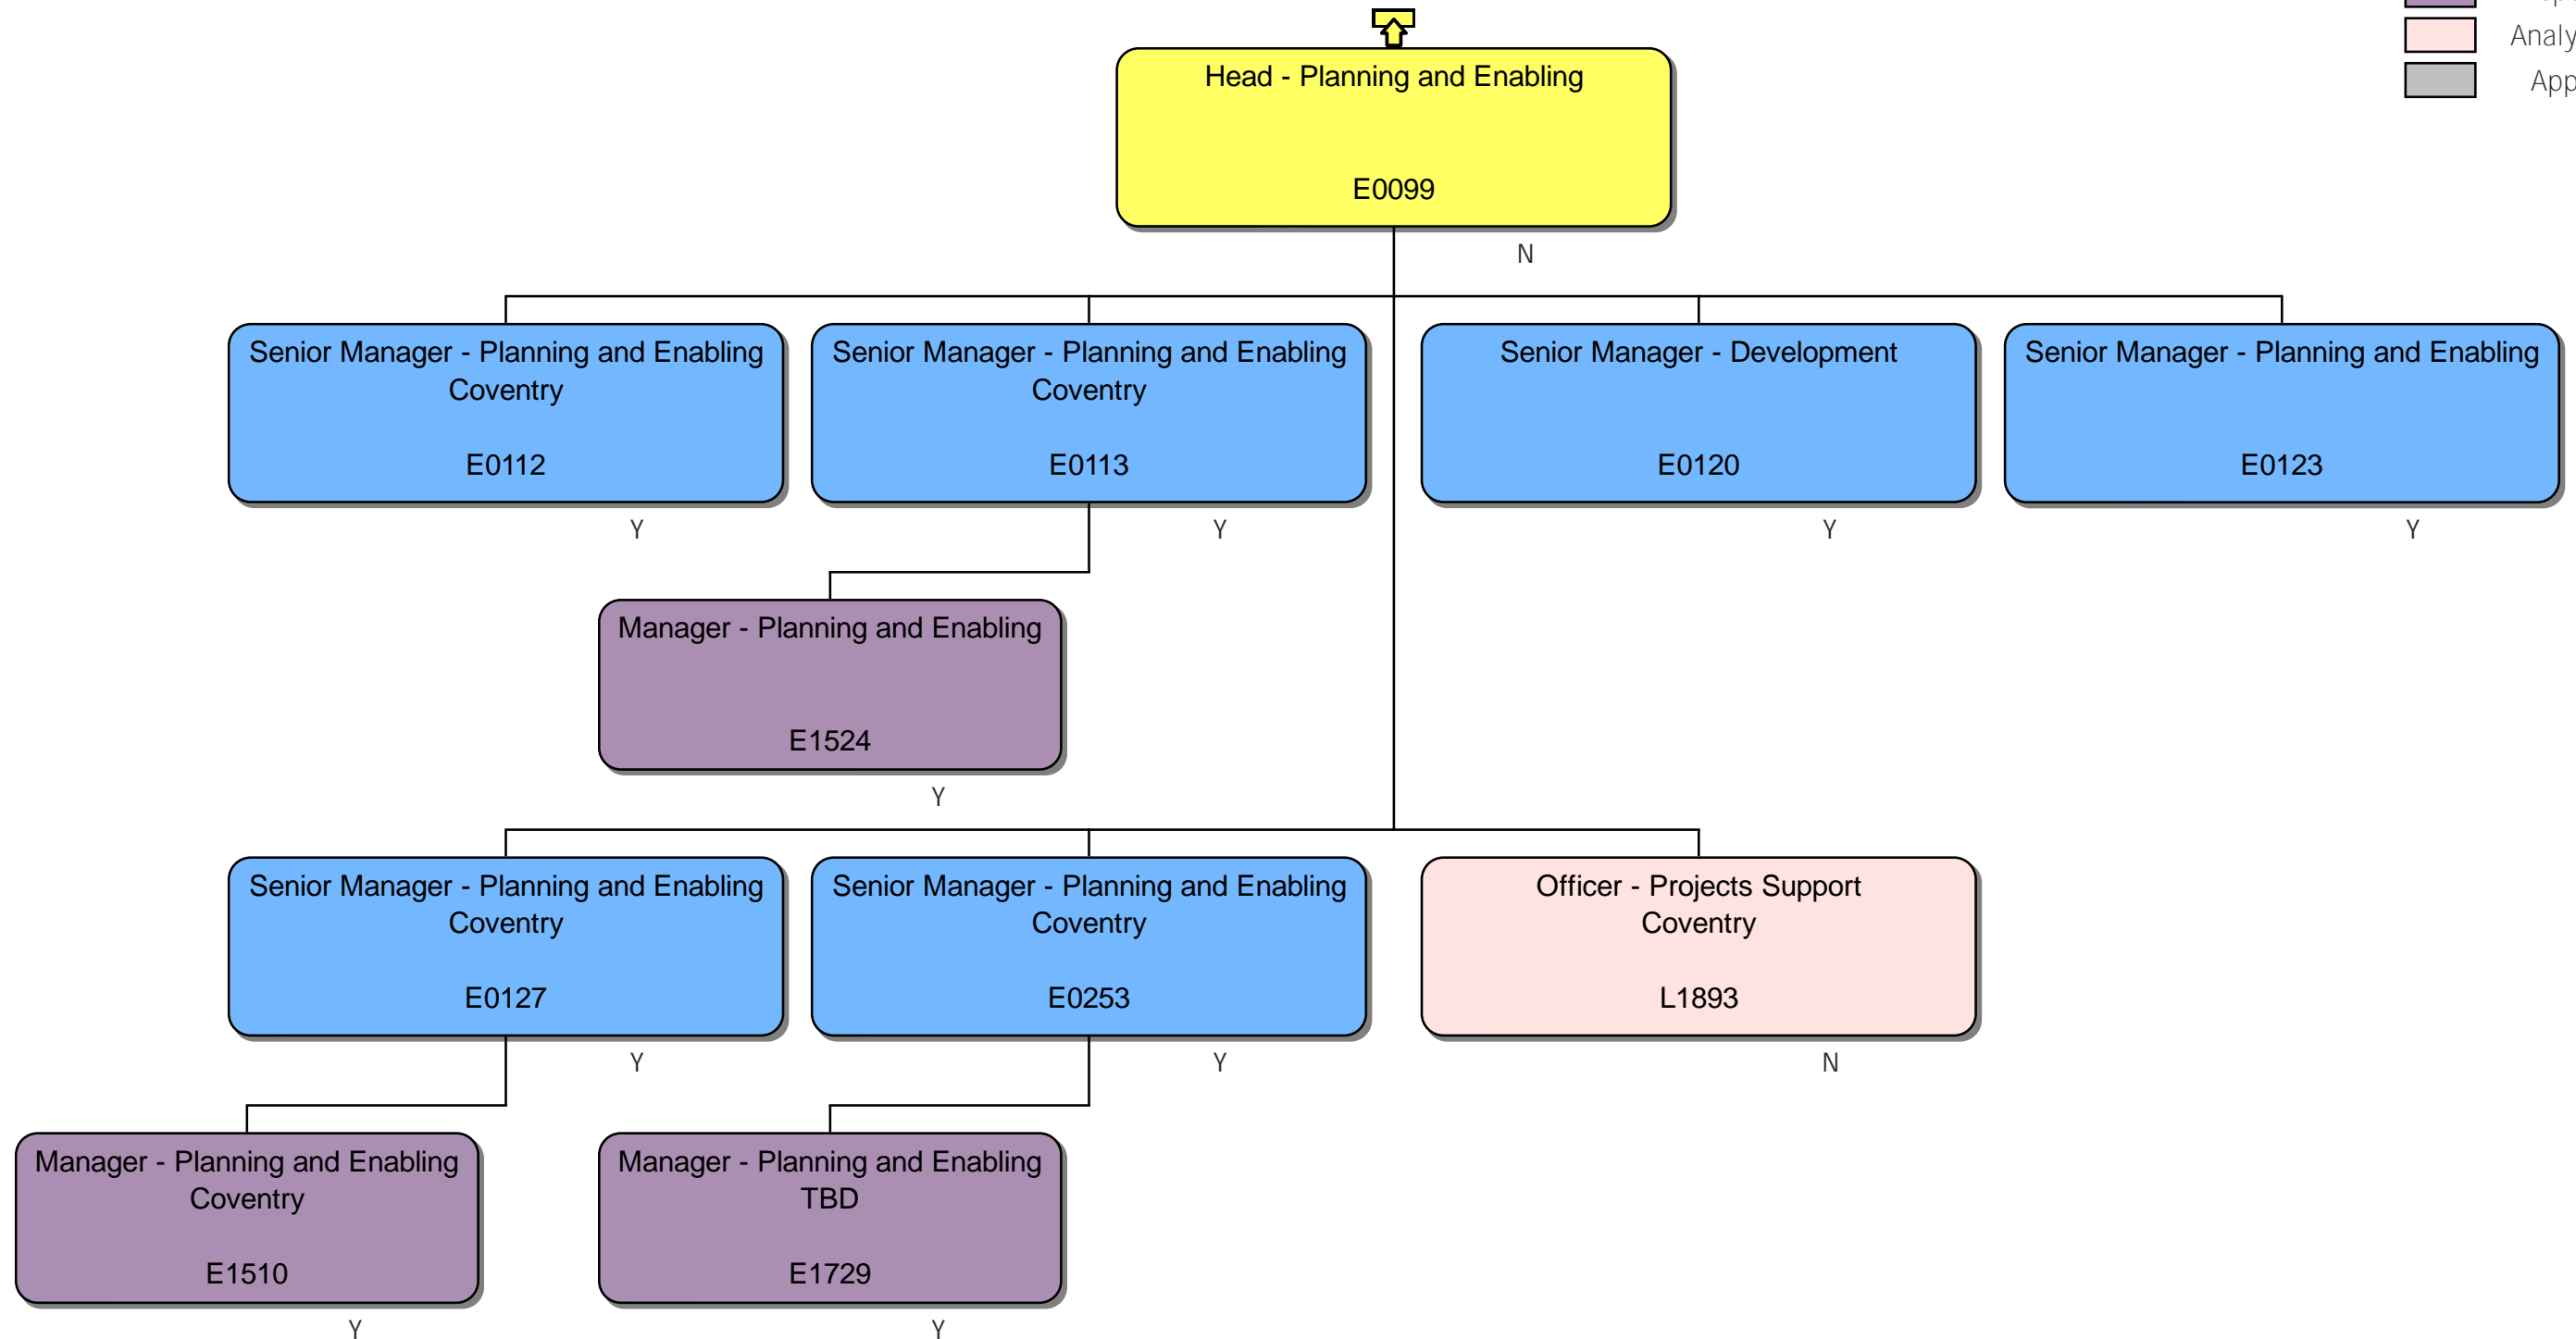 Analy
App
Head - Planning and Enabling
E0099
N
Senior Manager - Planning and Enabling
Coventry
E0112
Y
Senior Manager - Planning and Enabling
Coventry
E0113
Y
Senior Manager - Development
E0120
Y
Senior Manager - Planning and Enabling
E0123
Y
Manager - Planning and Enabling
E1524
Y
Senior Manager - Planning and Enabling
Coventry
E0127
Y
Senior Manager - Planning and Enabling
Coventry
E0253
Y
Officer - Projects Support
Coventry
L1893
N
Manager - Planning and Enabling
Coventry
E1510
Y
Manager - Planning and Enabling
TBD
E1729
Y